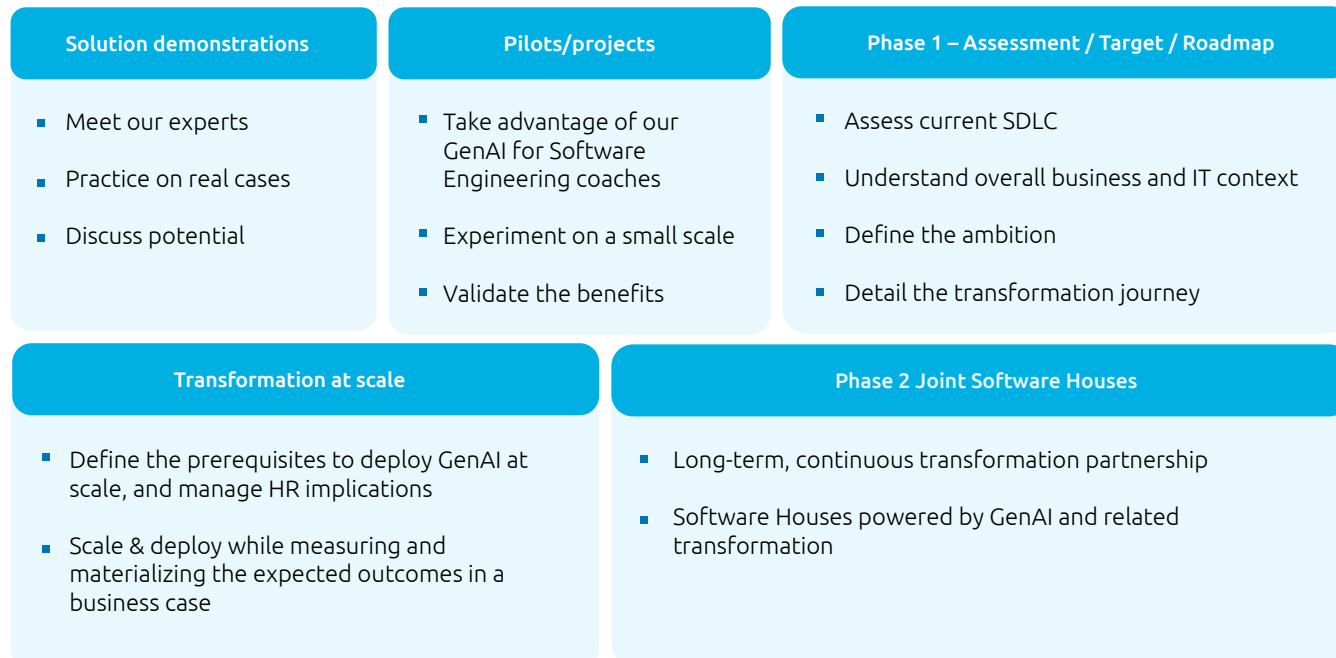 Solution demonstrations
Meet our experts
Practice on real cases
Discuss potential
Pilots/projects
Take advantage of our
GenAI for Software
Engineering coaches
Experiment on a small scale
Validate the benefits
Phase 1 – Assessment / Target / Roadmap
Assess current SDLC
Understand overall business and IT context
Define the ambition
Detail the transformation journey
Transformation at scale
Define the prerequisites to deploy GenAI at
scale, and manage HR implications
Scale & deploy while measuring and
materializing the expected outcomes in a
business case
Phase 2 Joint Software Houses
Long-term, continuous transformation partnership
Software Houses powered by GenAI and related
transformation